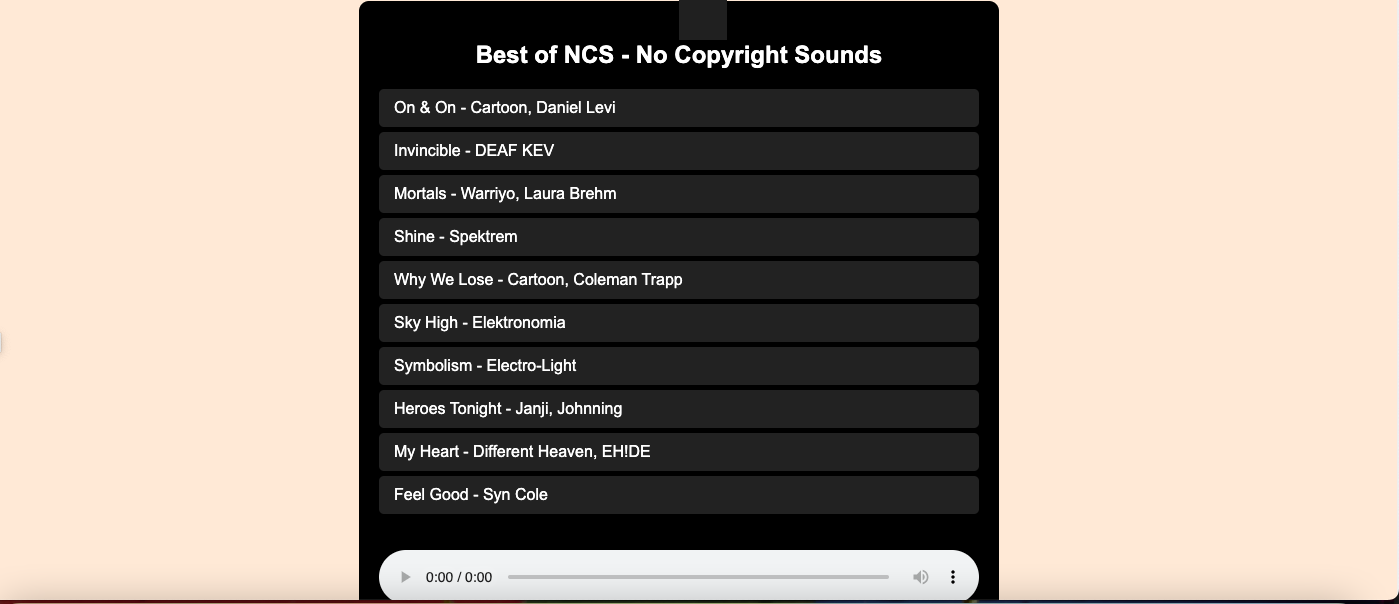 Best of NCS - No Copyright Sounds
On & On - Cartoon, Daniel Levi
Invincible - DEAF KEV
Mortals - Warriyo, Laura Brehm
Shine - Spektrem
Why We Lose - Cartoon, Coleman Trapp
Sky High - Elektronomia
Symbolism - Electro-Light
Heroes Tonight - Janji, Johnning
My Heart - Different Heaven, EH!DE
Feel Good - Syn Cole
0:00 / 0:00